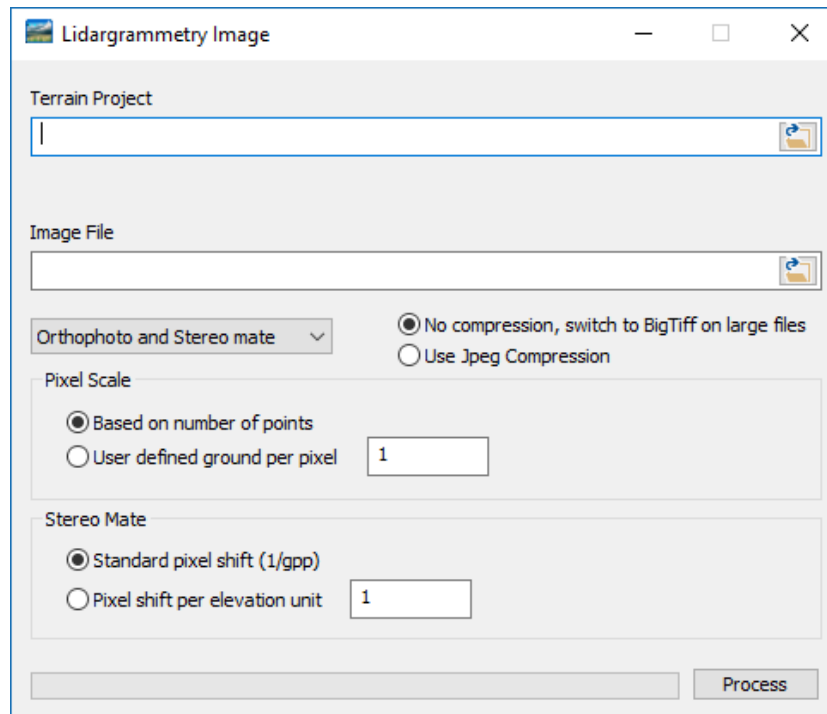 Lidargrammetry Image
Terrain Project
Image File
Orthophoto and Stereo mate
No compression, switch to BigTiff on large files
Use Jpeg Compression
Pixel Scale
Based on number of points
User defined ground per pixel 1
Stereo Mate
Standard pixel shift (1/gpp)
Pixel shift per elevation unit 1
Process